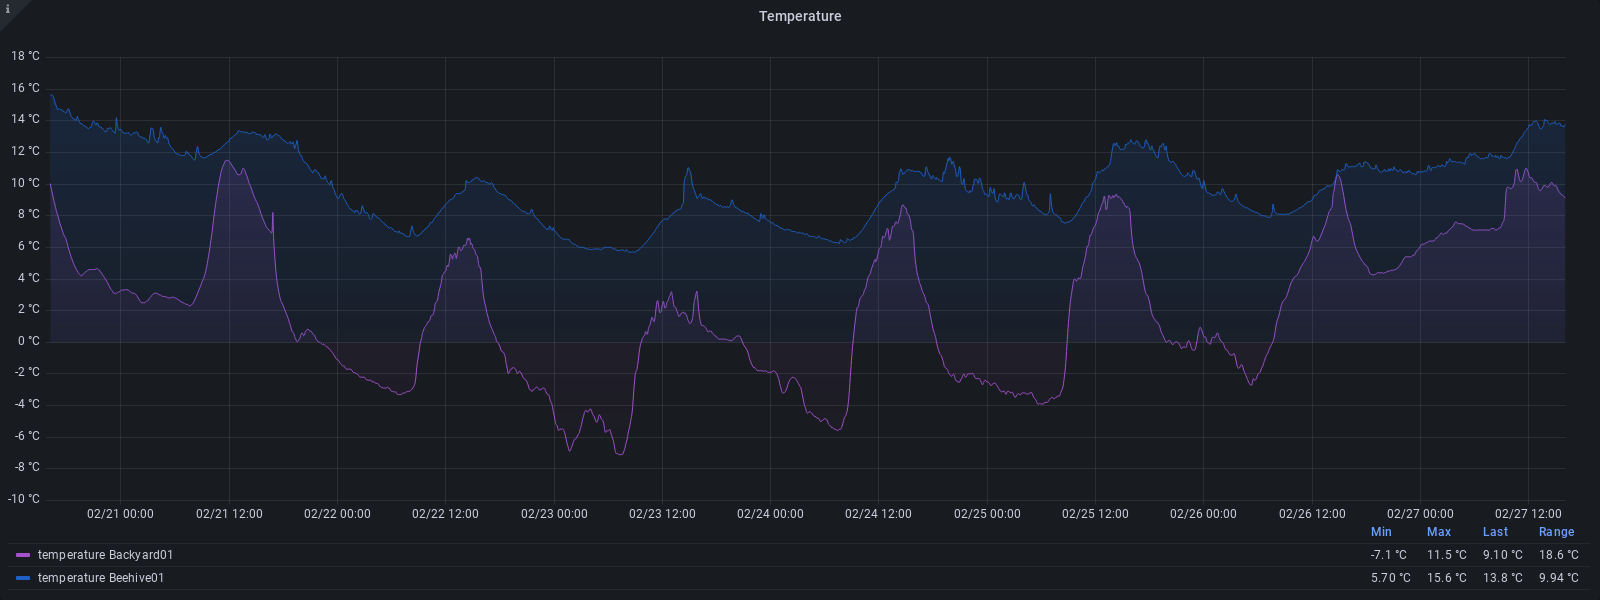 i
Temperature
18 °C
16 °C
14 °C
12 °C
10 °C
8 °C
6 °C
4 °C
2 °C
0 °C
-2 °C
-4 °C
-6 °C
-8 °C
-10 °C
02/21 00:00 02/21 12:00 02/22 00:00 02/22 12:00 02/23 00:00 02/23 12:00 02/24 00:00 02/24 12:00 02/25 00:00 02/25 12:00 02/26 00:00 02/26 12:00 02/27 00:00 02/27 12:00
Min Max Last Range
temperature Backyard01 -7.1 °C 11.5 °C 9.10 °C 18.6 °C
temperature Beehive01 5.70 °C 15.6 °C 13.8 °C 9.94 °C